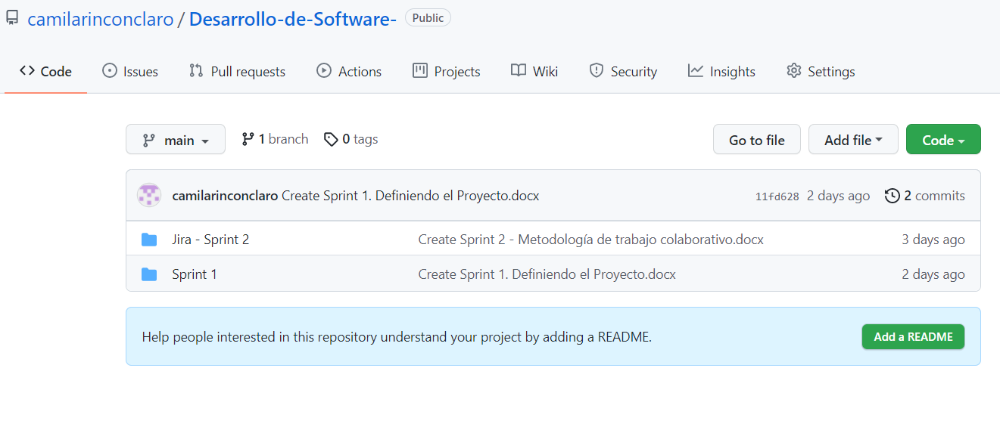 camilarinconclaro / Desarrollo-de-Software- Public
Code Issues Pull requests Actions Projects Wiki Security Insights Settings
main 1 branch 0 tags Go to file Add file Code
camilarinconclaro Create Sprint 1. Definiendo el Proyecto.docx 11fd628 2 days ago 2 commits
Jira - Sprint 2 Create Sprint 2 - Metodología de trabajo colaborativo.docx 3 days ago
Sprint 1 Create Sprint 1. Definiendo el Proyecto.docx 2 days ago
Help people interested in this repository understand your project by adding a README. Add a README